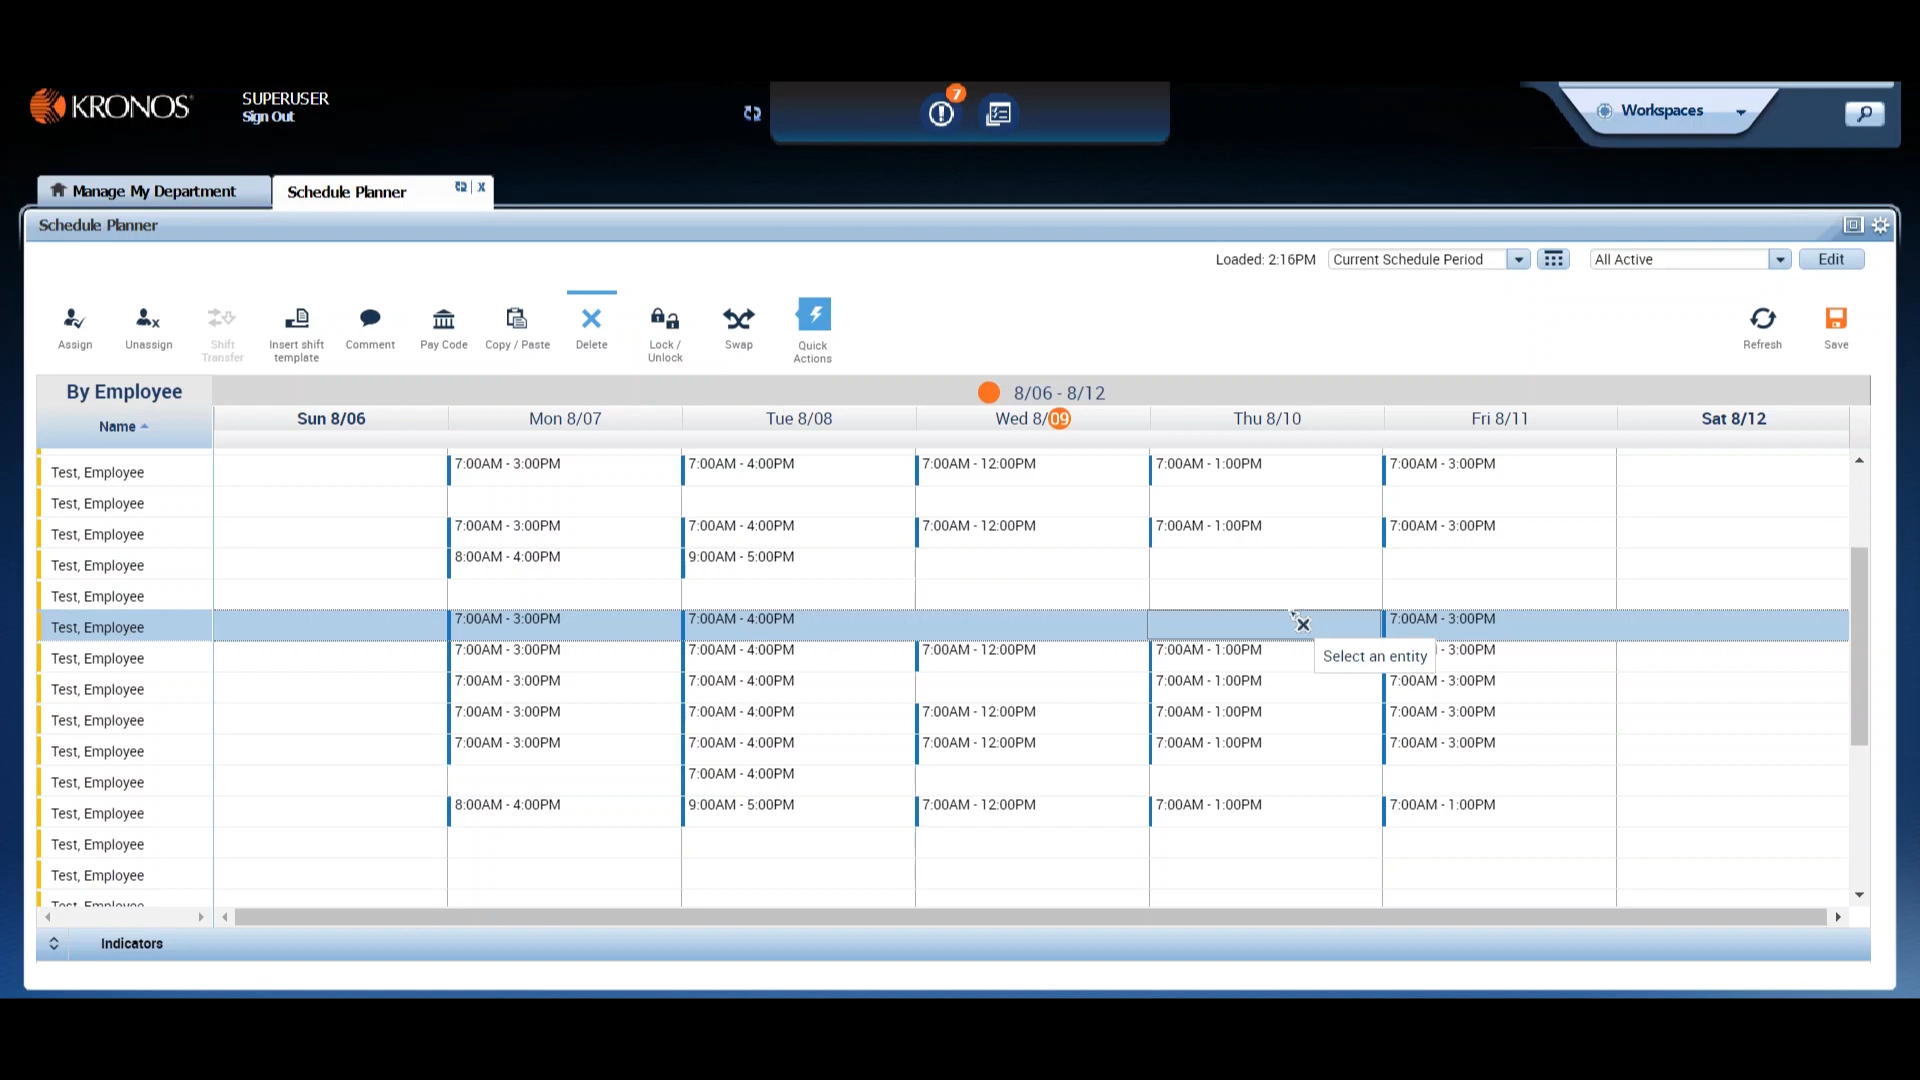 KRONOS
SUPERUSER
Sign Out
7
Workspaces
Manage My Department
Schedule Planner
X
Schedule Planner
Loaded: 2:16PM
Current Schedule Period
All Active
Edit
Assign
Unassign
Shift
Transfer
Insert shift
template
Comment
Pay Code
Copy / Paste
Delete
Lock /
Unlock
Swap
Quick
Actions
Refresh
Save
By Employee
8/06 - 8/12
Name
Sun 8/06
Mon 8/07
Tue 8/08
Wed 8/09
Thu 8/10
Fri 8/11
Sat 8/12
Test, Employee 7:00AM - 3:00PM 7:00AM - 4:00PM 7:00AM - 12:00PM 7:00AM - 1:00PM 7:00AM - 3:00PM
Test, Employee
Test, Employee 7:00AM - 3:00PM 7:00AM - 4:00PM 7:00AM - 12:00PM 7:00AM - 1:00PM 7:00AM - 3:00PM
Test, Employee 8:00AM - 4:00PM 9:00AM - 5:00PM
Test, Employee
Test, Employee 7:00AM - 3:00PM 7:00AM - 4:00PM 7:00AM - 3:00PM
Test, Employee 7:00AM - 3:00PM 7:00AM - 4:00PM 7:00AM - 12:00PM 7:00AM - 1:00PM - 3:00PM
Select an entity
Test, Employee 7:00AM - 3:00PM 7:00AM - 4:00PM 7:00AM - 1:00PM 7:00AM - 3:00PM
Test, Employee 7:00AM - 3:00PM 7:00AM - 4:00PM 7:00AM - 12:00PM 7:00AM - 1:00PM 7:00AM - 3:00PM
Test, Employee 7:00AM - 3:00PM 7:00AM - 4:00PM 7:00AM - 12:00PM 7:00AM - 1:00PM 7:00AM - 3:00PM
Test, Employee 7:00AM - 4:00PM
Test, Employee 8:00AM - 4:00PM 9:00AM - 5:00PM 7:00AM - 12:00PM 7:00AM - 1:00PM 7:00AM - 1:00PM
Test, Employee
Test, Employee
Test, Employee
Indicators